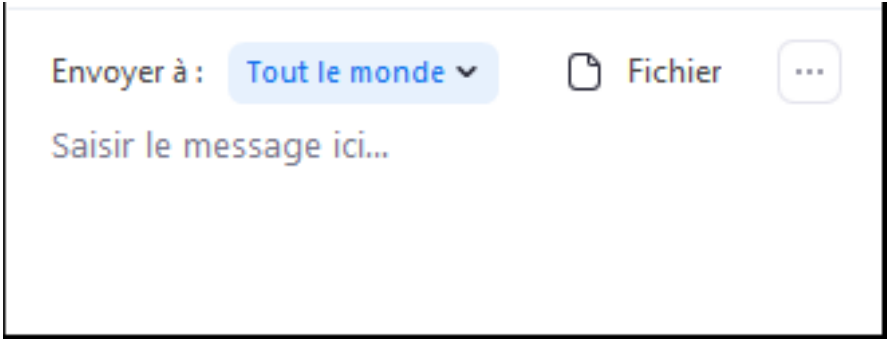 Envoyer à : Tout le monde Fichier ...
Saisir le message ici...